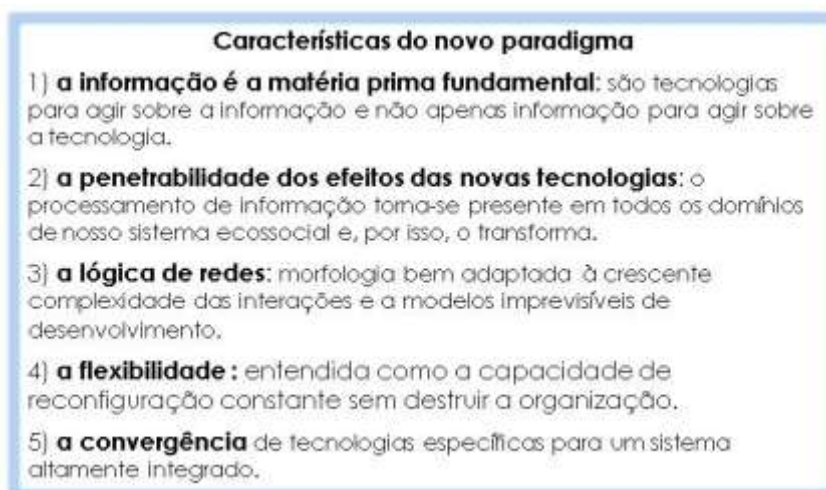 Características do novo paradigma
1) a informação é a matéria prima fundamental: são tecnologias
para agir sobre a informação e não apenas informação para agir sobre
a tecnologia.
2) a penetrabilidade dos efeitos das novas tecnologias: o
processamento de informação torna-se presente em todos os domínios
de nosso sistema ecossocial e, por isso, o transforma.
3) a lógica de redes: morfologia bem adaptada à crescente
complexidade das interações e a modelos imprevisíveis de
desenvolvimento.
4) a flexibilidade : entendida como a capacidade de
reconfiguração constante sem destruir a organização.
5) a convergência de tecnologias específicas para um sistema
altamente integrado.